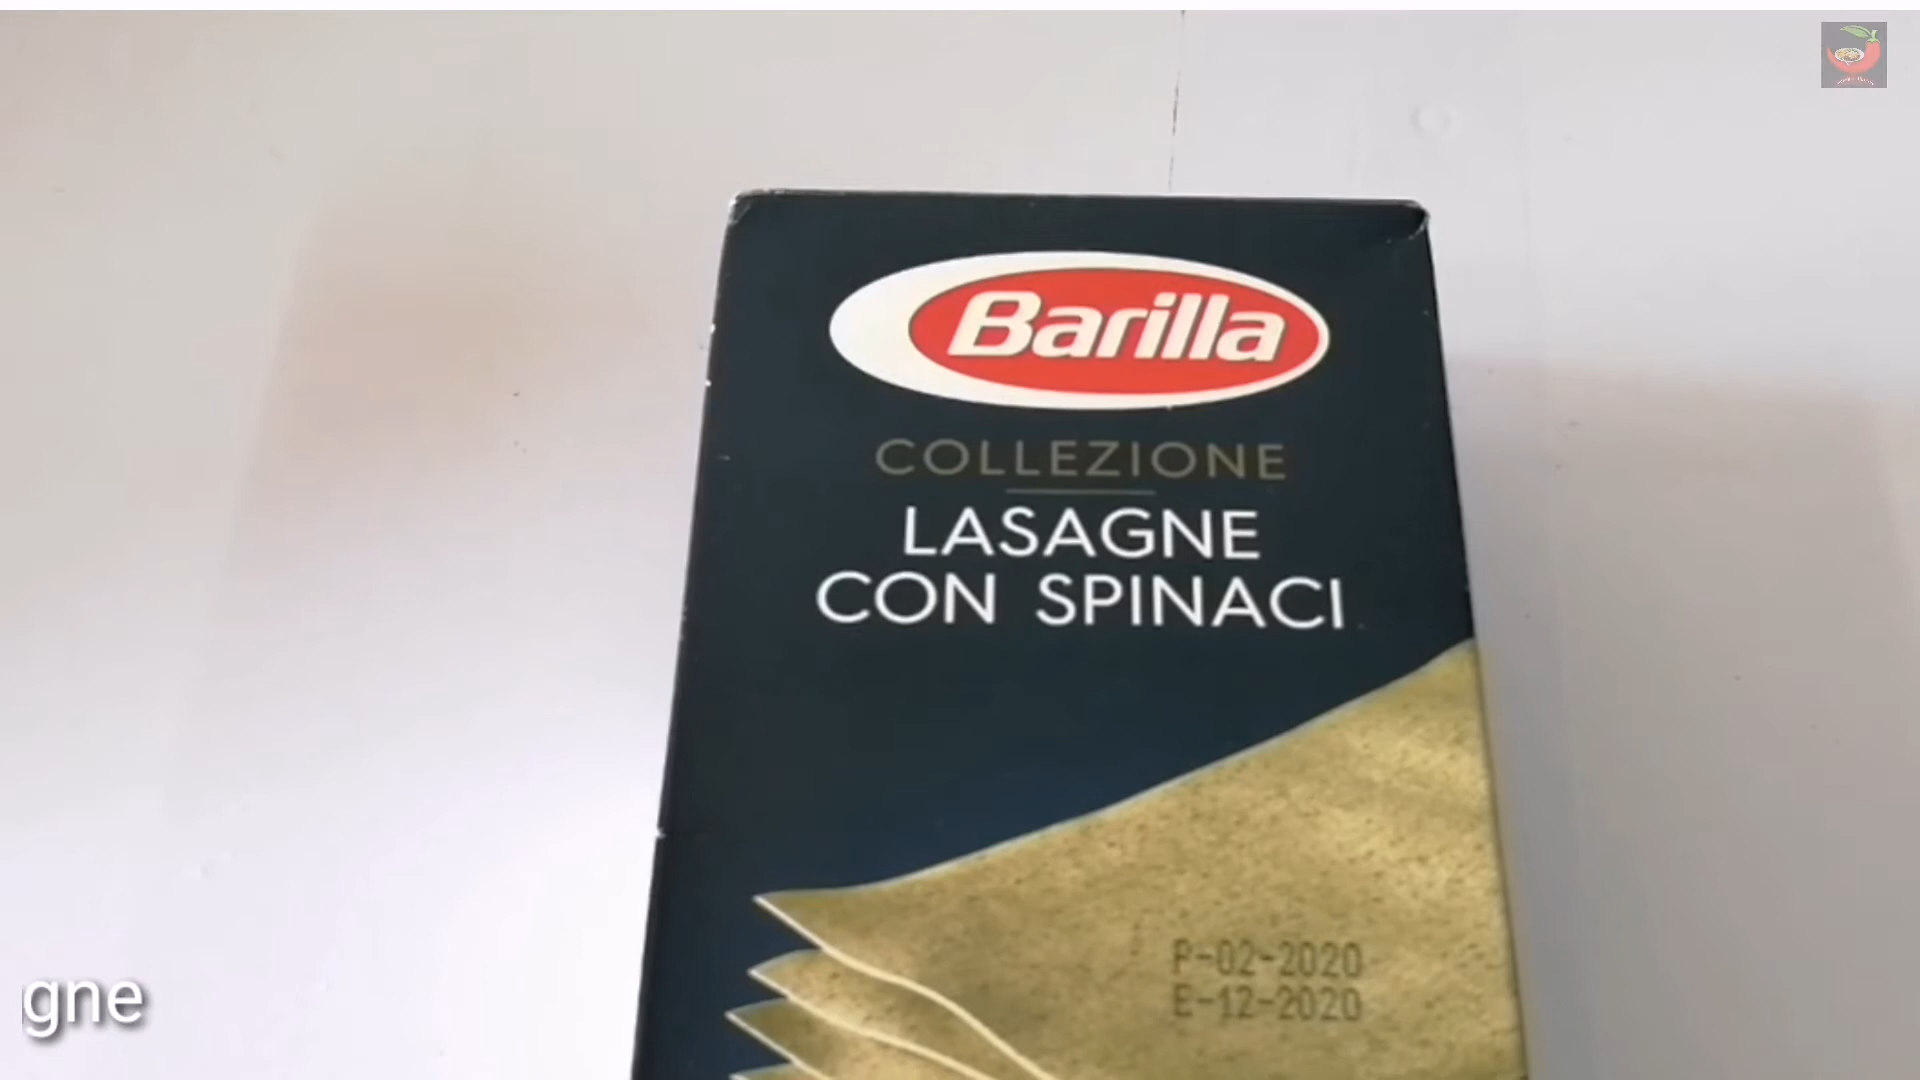 Barilla
COLLEZIONE
LASAGNE
CON SPINACI
P-02-2020
E-12-2020
gne